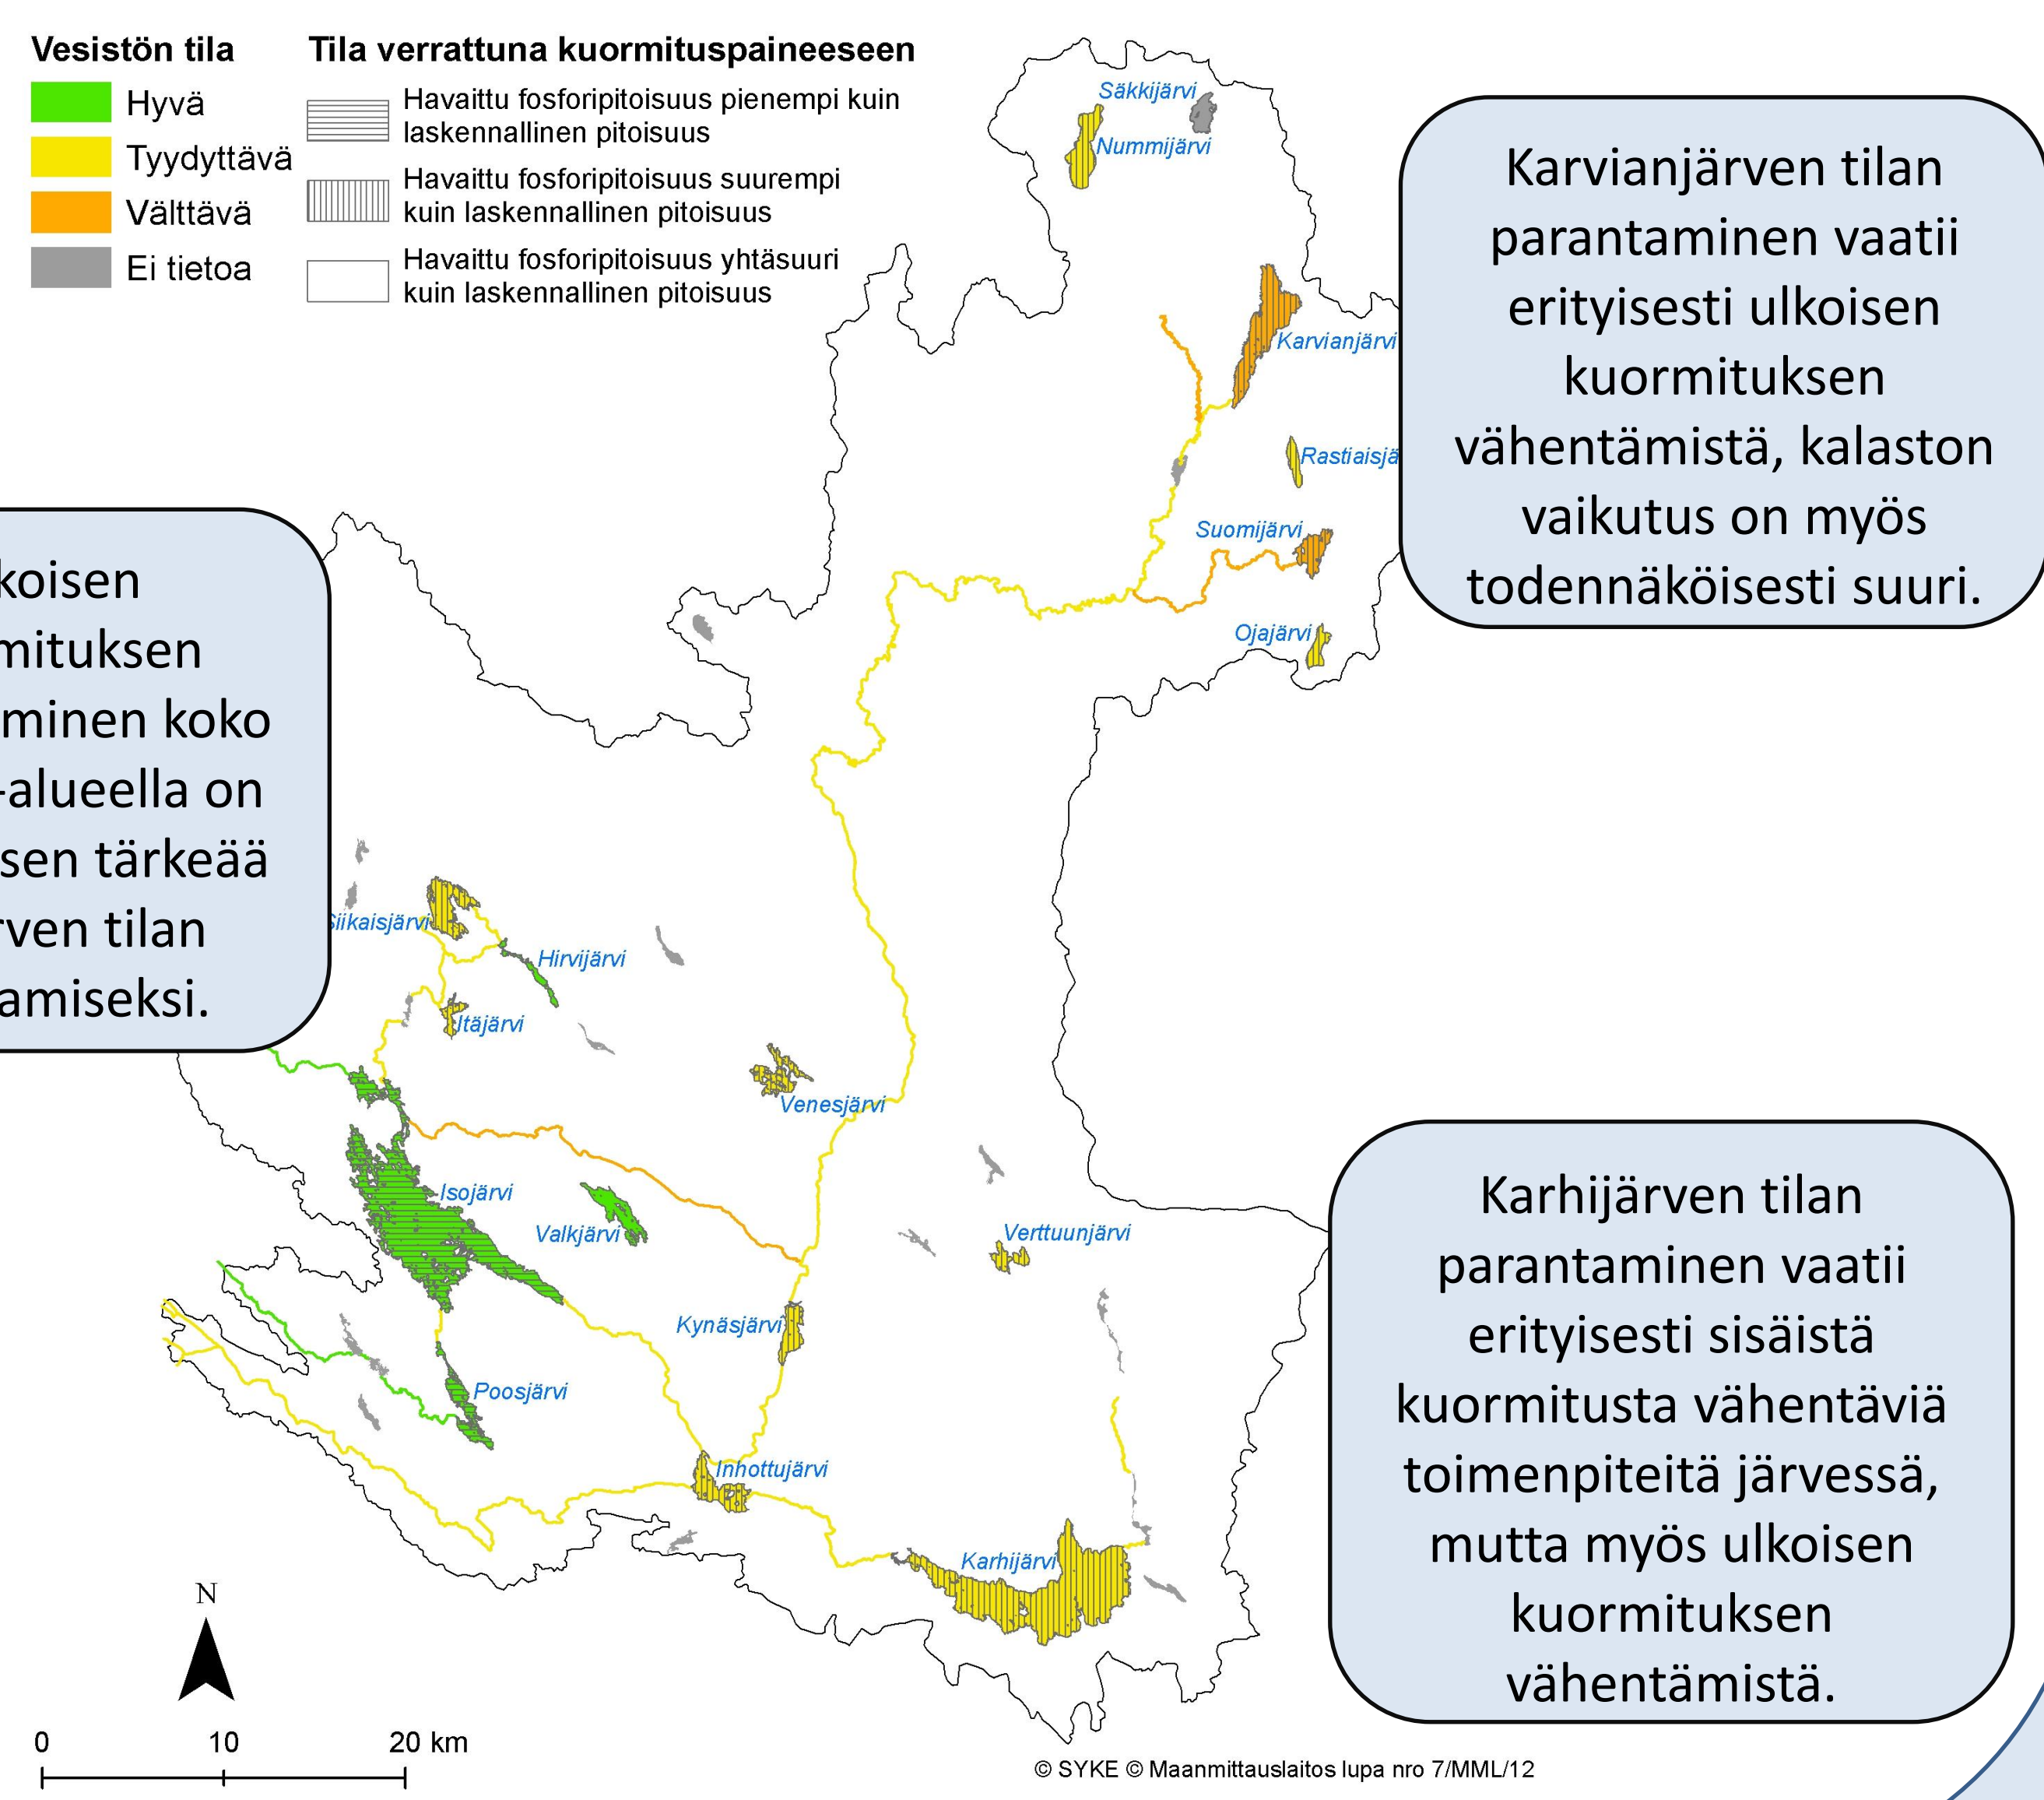 Vesistön tila
Hyvä
Tyydyttävä
Välttävä
Ei tietoa
Tila verrattuna kuormituspaineeseen
Havaittu fosforipitoisuus pienempi kuin
laskennallinen pitoisuus
Havaittu fosforipitoisuus suurempi
kuin laskennallinen pitoisuus
Havaittu fosforipitoisuus yhtäsuuri
kuin laskennallinen pitoisuus
Säkkijärvi
Nummijärvi
Karvianjärvi
Rastiaisjä
Suomijärvi
Ojajärvi
Karvianjärven tilan
parantaminen vaatii
erityisesti ulkoisen
kuormituksen
vähentämistä, kalaston
vaikutus on myös
todennäköisesti suuri.
koisen
mituksen
minen koko
-alueella on
sen tärkeää
rven tilan
amiseksi.
Siikaisjärvi
Hirvijärvi
Itäjärvi
Venesjärvi
Isojärvi
Valkjärvi
Verttuunjärvi
Kynäsjärvi
Poosjärvi
Inhottujärvi
Karhijärvi
Karhijärven tilan
parantaminen vaatii
erityisesti sisäistä
kuormitusta vähentäviä
toimenpiteitä järvessä,
mutta myös ulkoisen
kuormituksen
vähentämistä.
N
0 10 20 km
© SYKE © Maanmittauslaitos lupa nro 7/MML/12